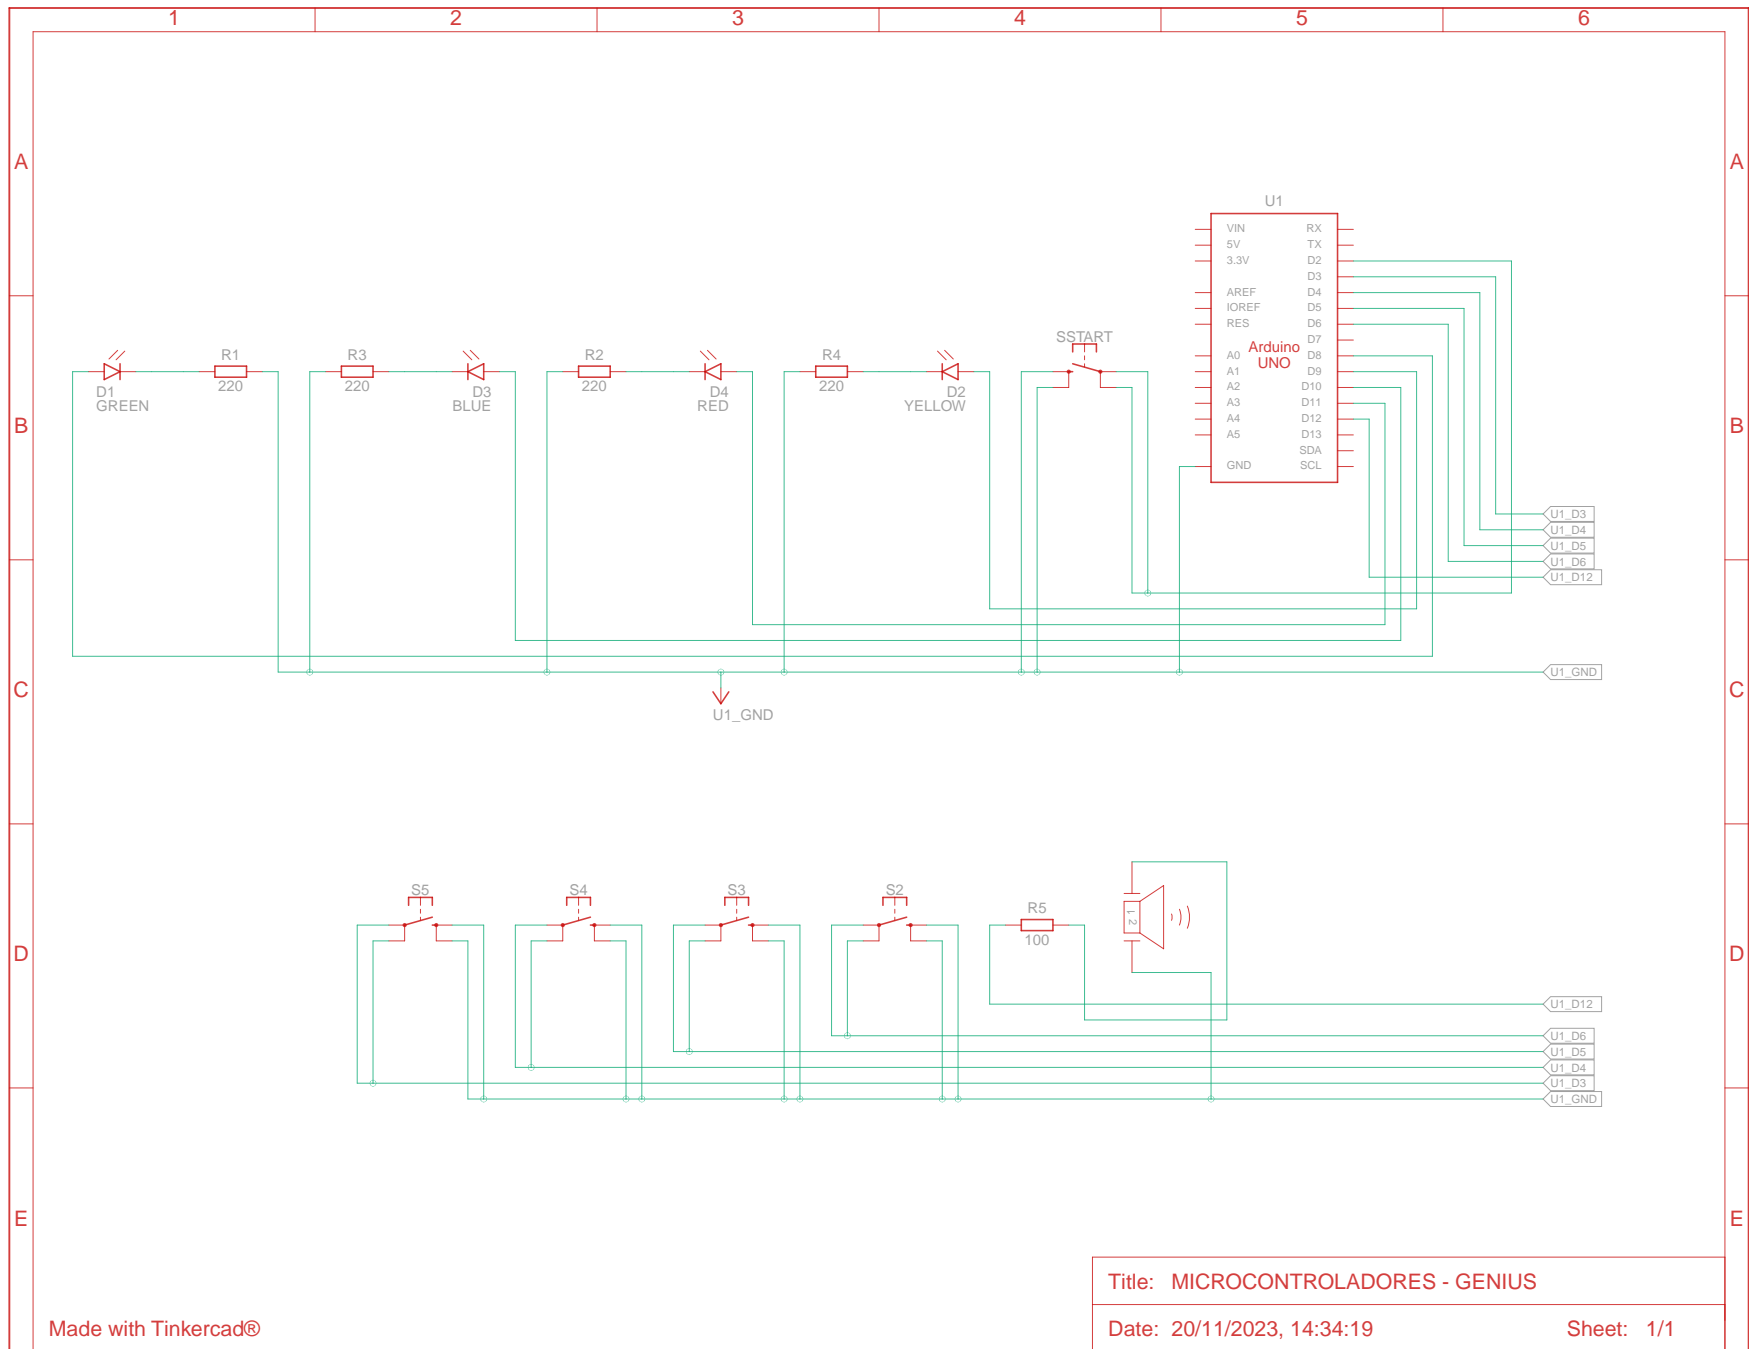 1 2 3 4 5 6
A A
U1
VIN RX
5V TX
3.3V D2
D3
AREF D4
IOREF D5
RES D6
D7
Arduino
UNO
A0 D8
A1 D9
A2 D10
A3 D11
A4 D12
A5 D13
SDA
GND SCL
SSTART
R1
220
R3
220
R2
220
R4
220
D1
GREEN
D3
BLUE
D4
RED
D2
YELLOW
B B
U1_D3
U1_D4
U1_D5
U1_D6
U1_D12
U1_GND
C C
U1_GND
S5 S4 S3 S2
R5
100
1 2
D D
U1_D12
U1_D6
U1_D5
U1_D4
U1_D3
U1_GND
E E
Title: MICROCONTROLADORES - GENIUS
Made with Tinkercad®
Date: 20/11/2023, 14:34:19 Sheet: 1/1